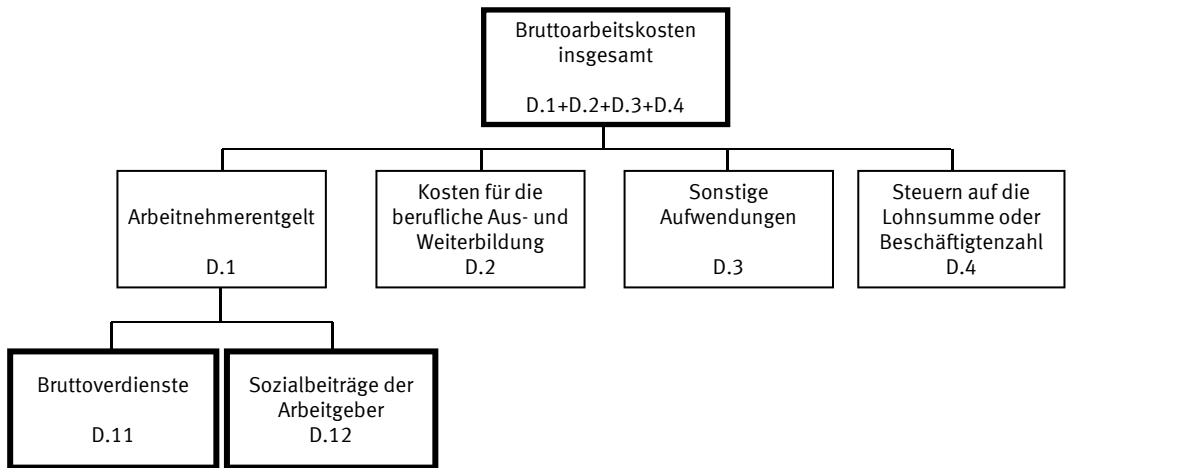 Bruttoarbeitskosten
insgesamt
D.1+D.2+D.3+D.4
Arbeitnehmerentgelt
D.1
Kosten für die
berufliche Aus- und
Weiterbildung
D.2
Sonstige
Aufwendungen
D.3
Steuern auf die
Lohnsumme oder
Beschäftigtenzahl
D.4
Bruttoverdienste
D.11
Sozialbeiträge der
Arbeitgeber
D.12